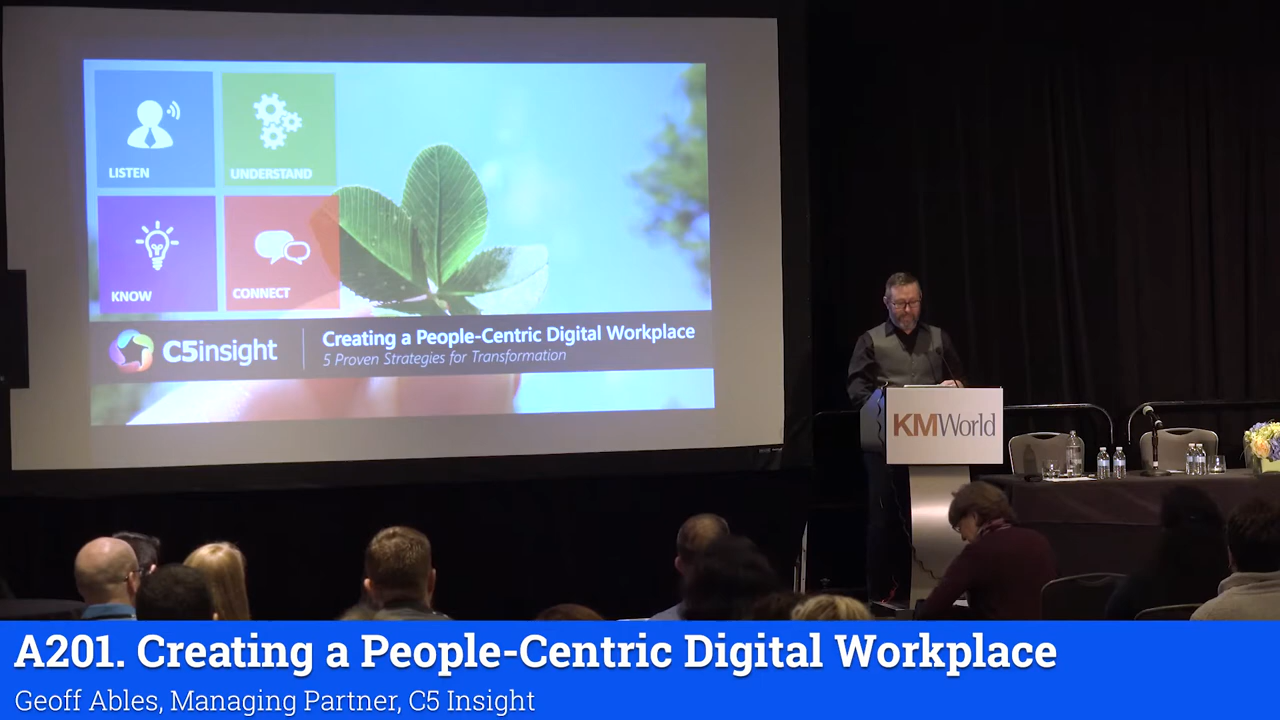 LISTEN
UNDERSTAND
KNOW
CONNECT
C5insight
Creating a People-Centric Digital Workplace
5 Proven Strategies for Transformation
KMWorld
A201. Creating a People-Centric Digital Workplace
Geoff Ables, Managing Partner, C5 Insight